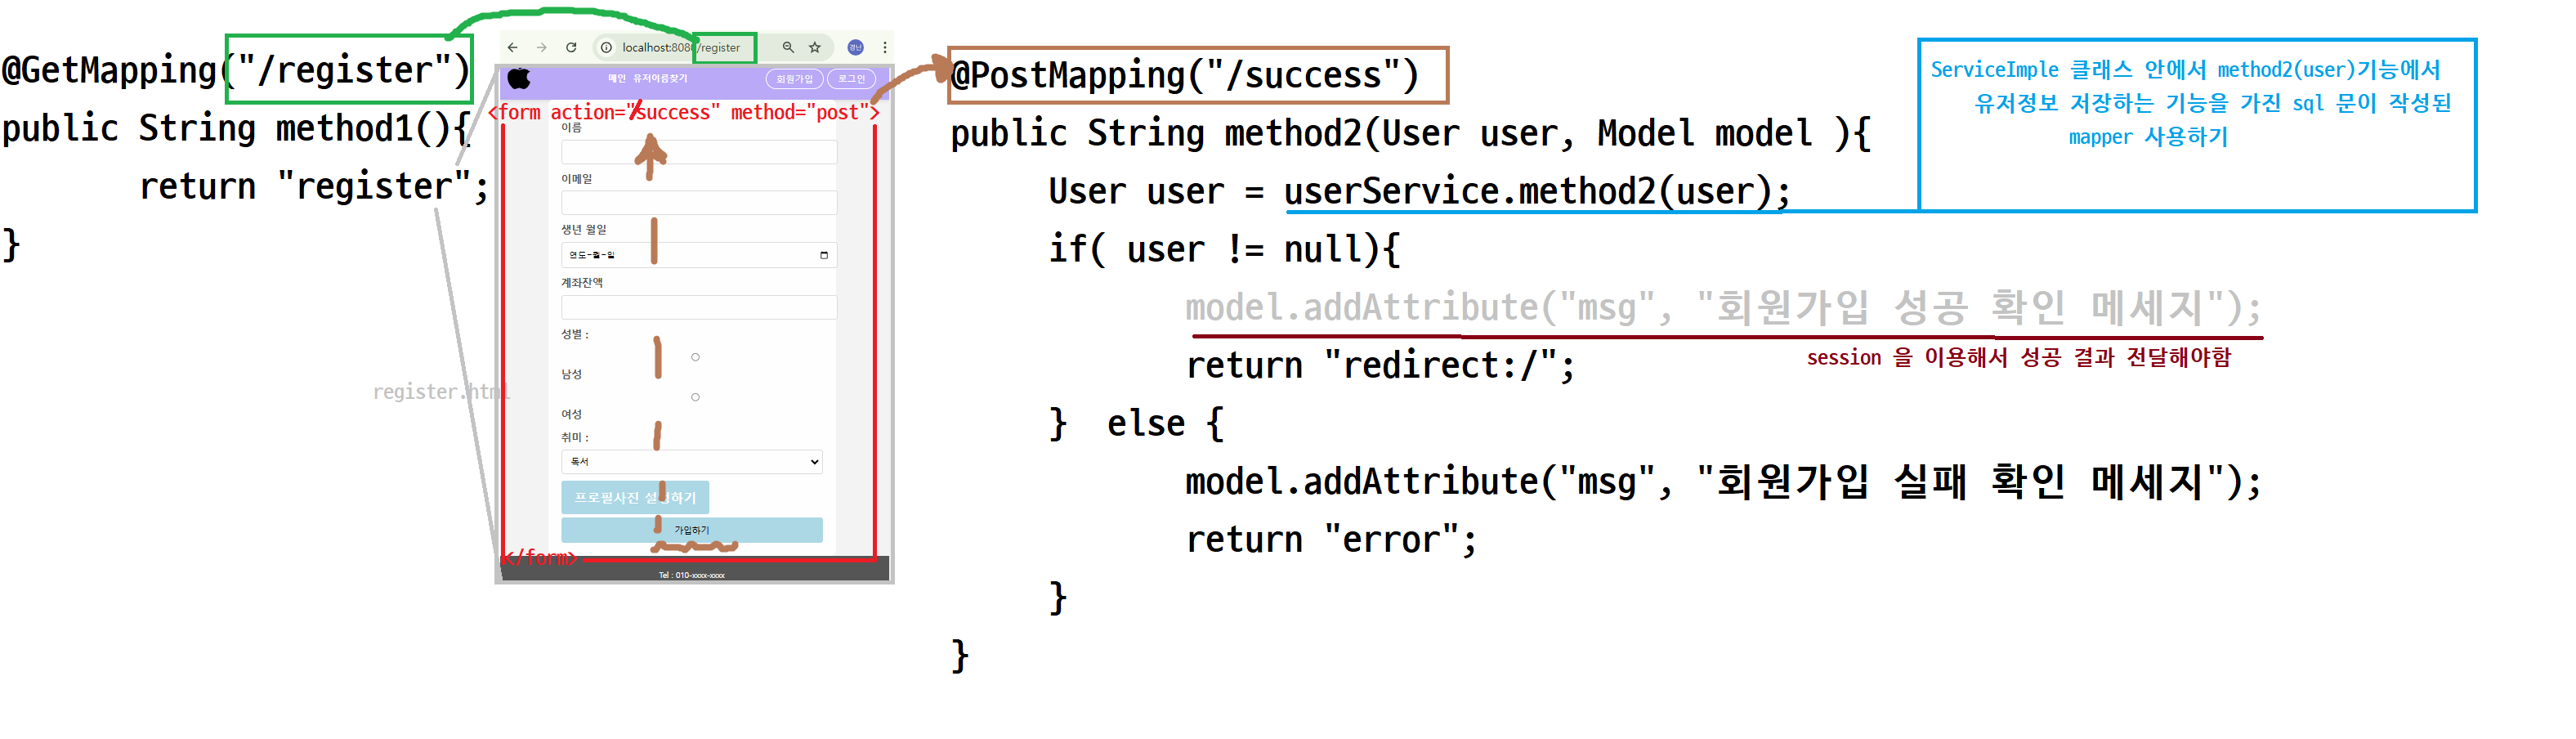 @GetMapping("/register")
public String method1(){
return "register";
}
register.html
localhost:8080/register
경난
메인 유저이름찾기
회원가입
로그인
<form action="/success" method="post">
이름
이메일
생년 월일
연도-월-일
계좌잔액
성별 :
남성
여성
취미 :
독서
프로필사진 설정하기
가입하기
</form>
Tel : 010-xxxx-xxxx
@PostMapping("/success")
public String method2(User user, Model model ){
User user = userService.method2(user);
if( user != null){
model.addAttribute("msg", "회원가입 성공 확인 메세지");
session 을 이용해서 성공 결과 전달해야함
return "redirect:/";
} else {
model.addAttribute("msg", "회원가입 실패 확인 메세지");
return "error";
}
}
ServiceImple 클래스 안에서 method2(user)기능에서
유저정보 저장하는 기능을 가진 sql 문이 작성된
mapper 사용하기